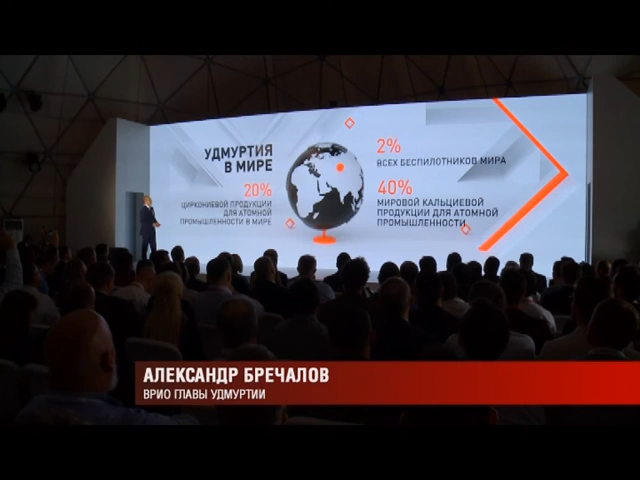 УДМУРТИЯ
В МИРЕ
20%
ЦИРКОНИЕВОЙ ПРОДУКЦИИ
ДЛЯ АТОМНОЙ
ПРОМЫШЛЕННОСТИ В МИРЕ
2%
ВСЕХ БЕСПИЛОТНИКОВ МИРА
40%
МИРОВОЙ КАЛЬЦИЕВОЙ
ПРОДУКЦИИ ДЛЯ АТОМНОЙ
ПРОМЫШЛЕННОСТИ
АЛЕКСАНДР БРЕЧАЛОВ
ВРИО ГЛАВЫ УДМУРТИИ